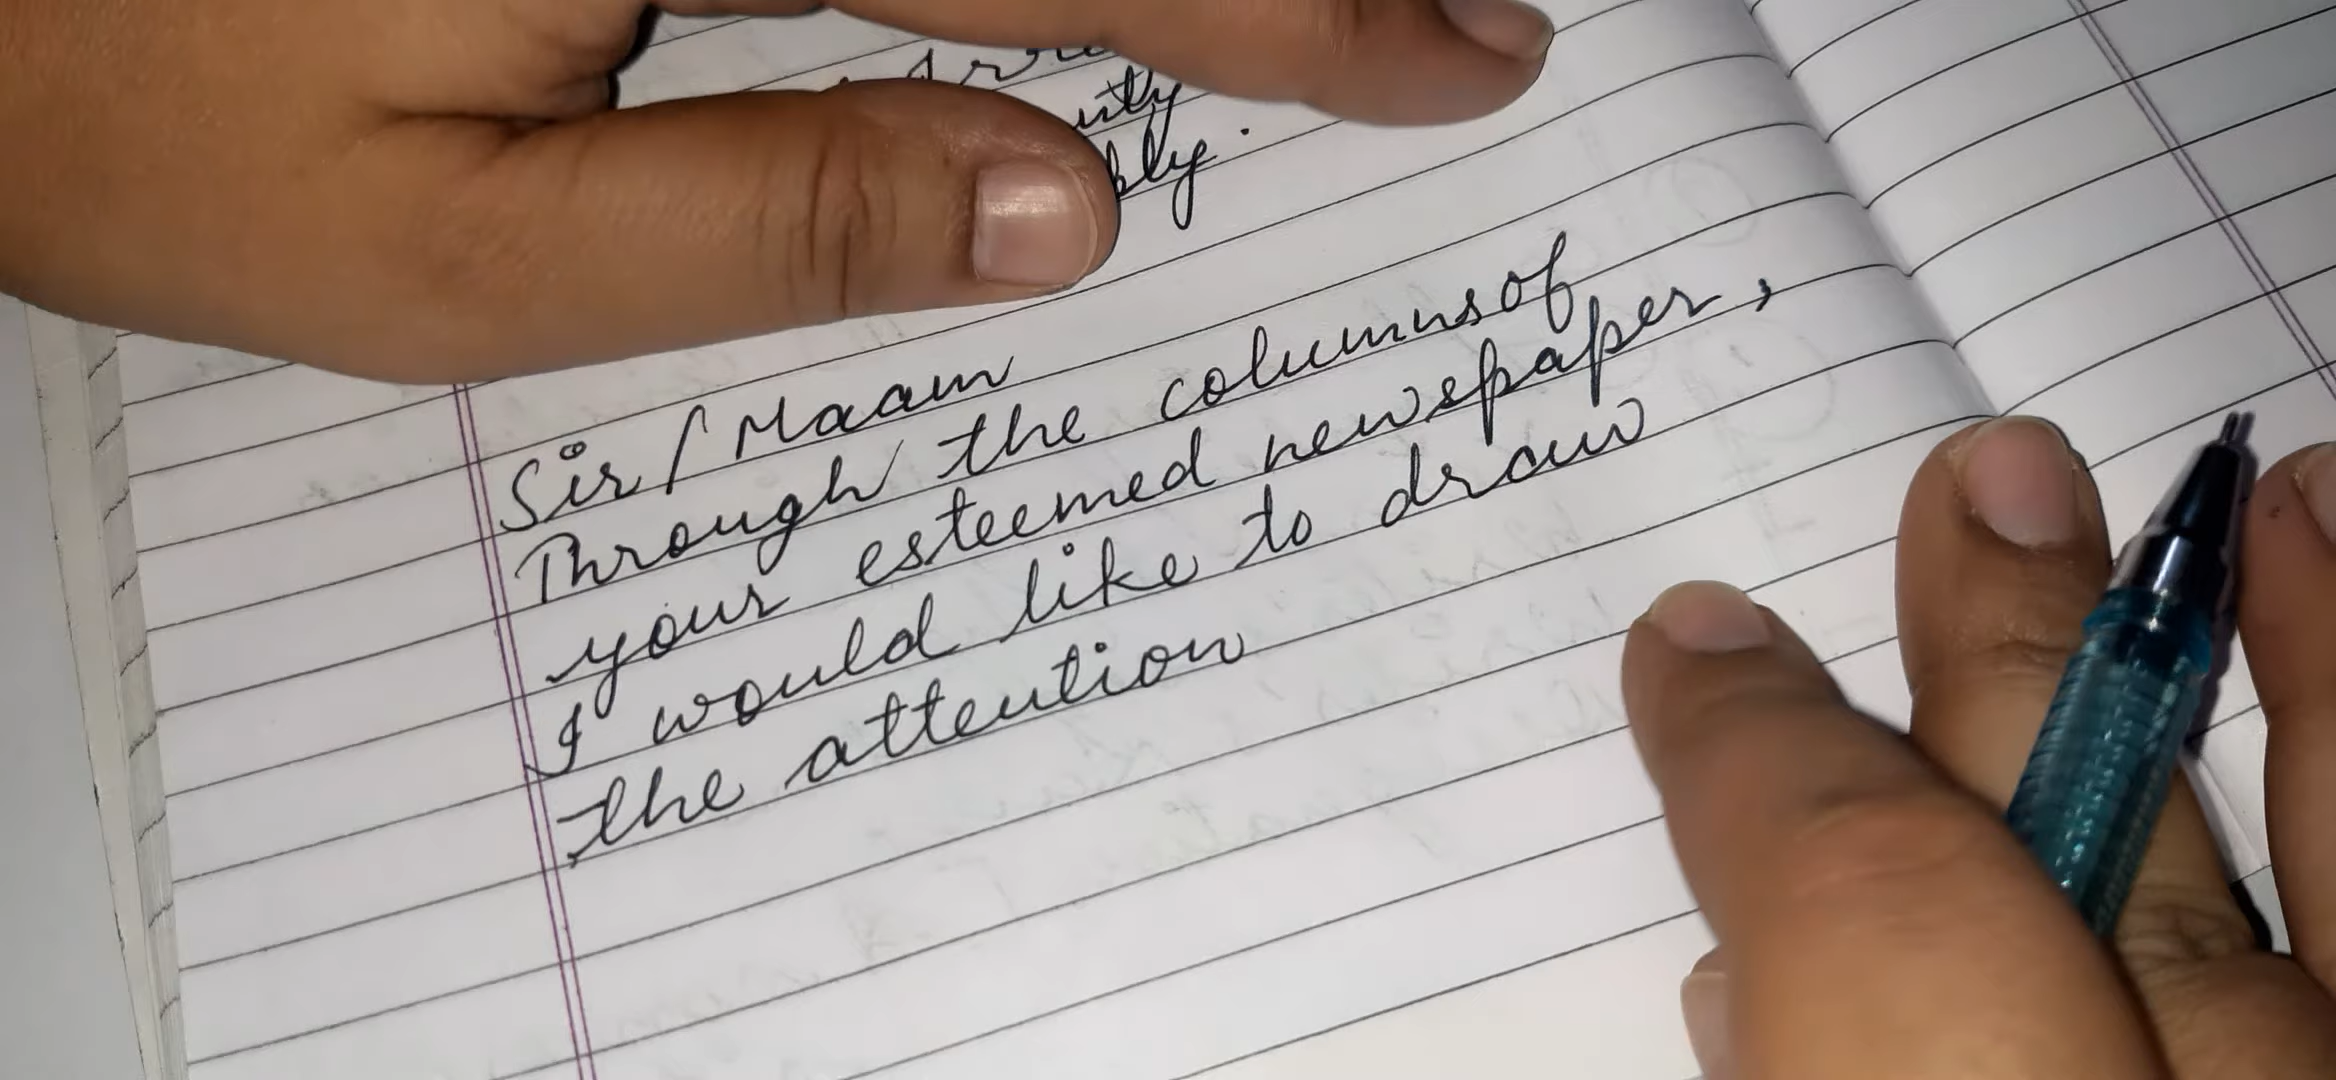 Sir/Maam
Through the columns of
your esteemed newspaper,
I would like to draw
the attention